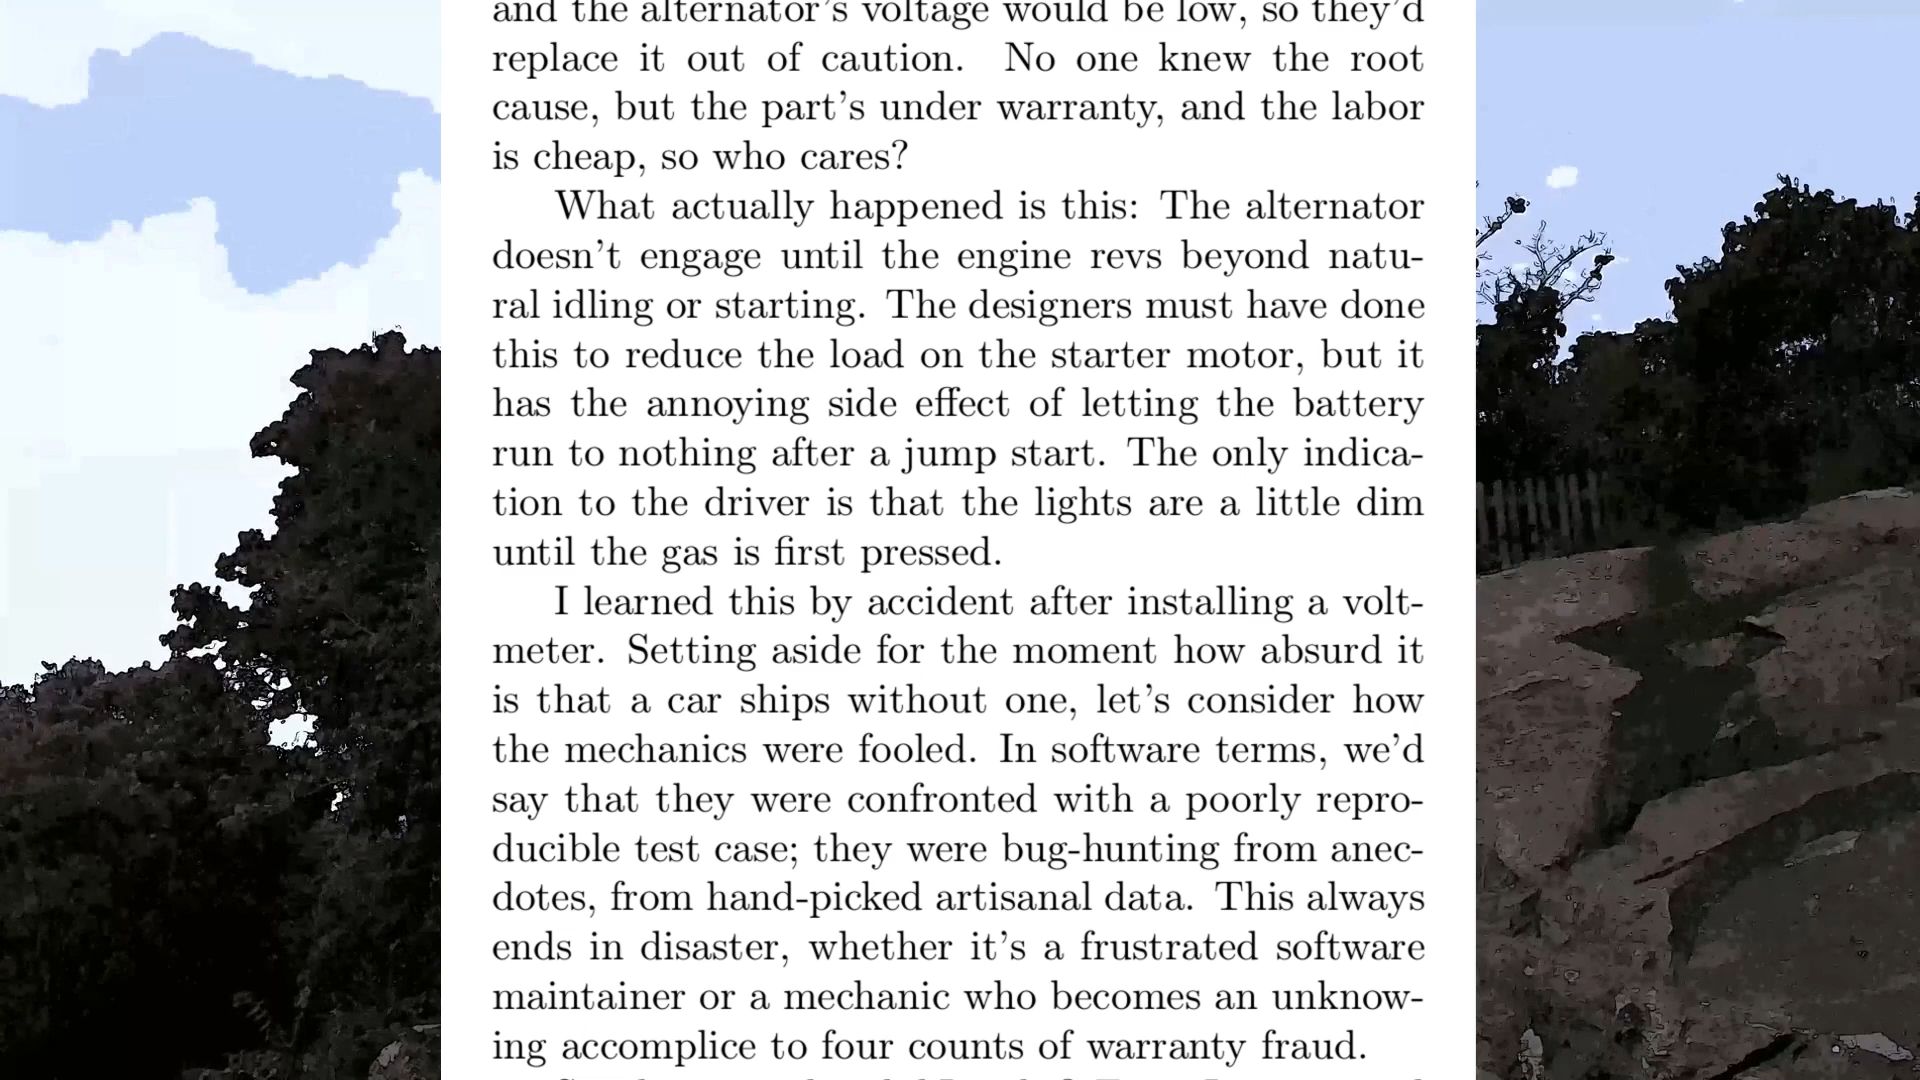 and the alternator's voltage would be low, so they'd
replace it out of caution. No one knew the root
cause, but the part's under warranty, and the labor
is cheap, so who cares?
What actually happened is this: The alternator
doesn't engage until the engine revs beyond natu-
ral idling or starting. The designers must have done
this to reduce the load on the starter motor, but it
has the annoying side effect of letting the battery
run to nothing after a jump start. The only indica-
tion to the driver is that the lights are a little dim
until the gas is first pressed.
I learned this by accident after installing a volt-
meter. Setting aside for the moment how absurd it
is that a car ships without one, let's consider how
the mechanics were fooled. In software terms, we'd
say that they were confronted with a poorly repro-
ducible test case; they were bug-hunting from anec-
dotes, from hand-picked artisanal data. This always
ends in disaster, whether it's a frustrated software
maintainer or a mechanic who becomes an unknow-
ing accomplice to four counts of warranty fraud.